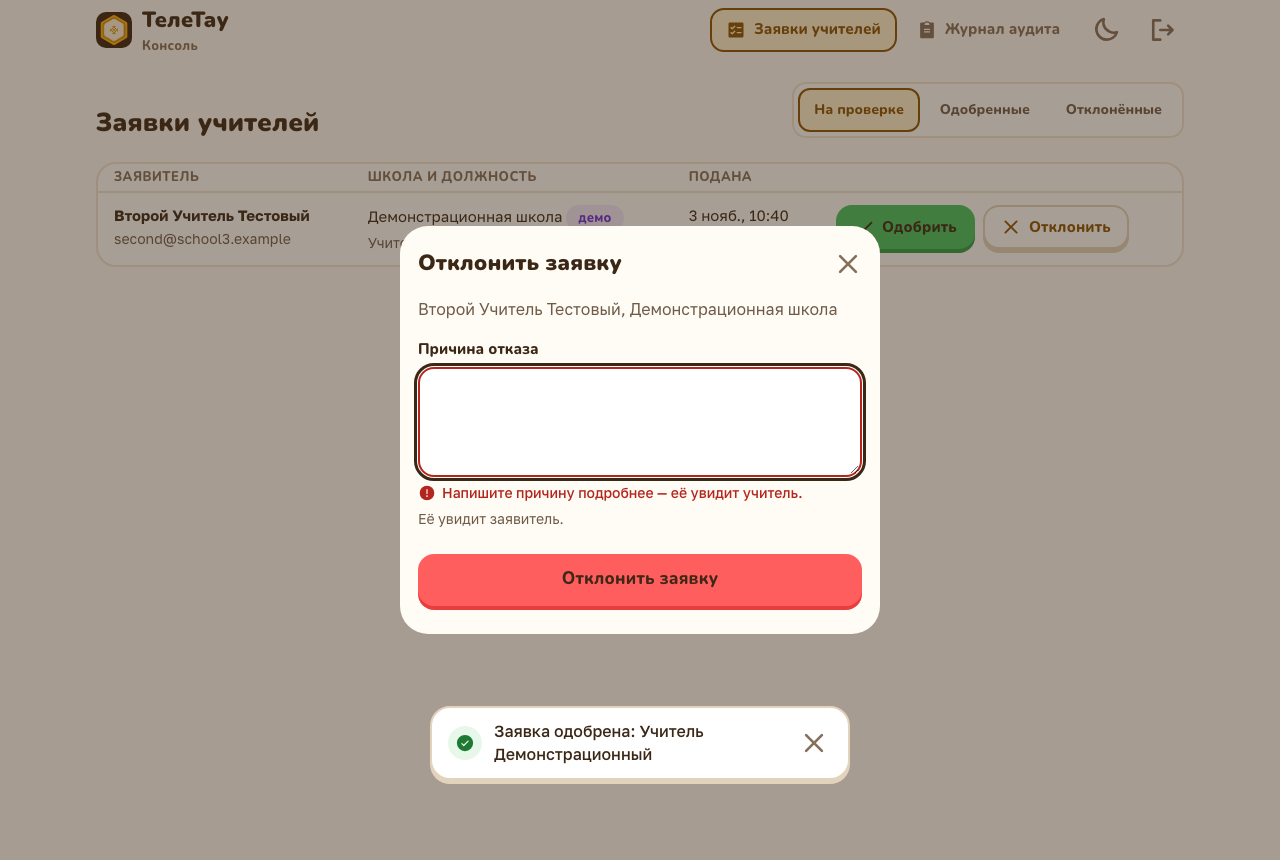 ТелеТау
Консоль
Заявки учителей
Журнал аудита
Заявки учителей
На проверке
Одобренные
Отклонённые
ЗАЯВИТЕЛЬ
ШКОЛА И ДОЛЖНОСТЬ
ПОДАНА
Второй Учитель Тестовый
Демонстрационная школа демо
3 нояб., 10:40
Одобрить
Отклонить
second@school3.example
Отклонить заявку
Второй Учитель Тестовый, Демонстрационная школа
Причина отказа
Напишите причину подробнее — её увидит учитель.
Её увидит заявитель.
Отклонить заявку
Заявка одобрена: Учитель
Демонстрационный